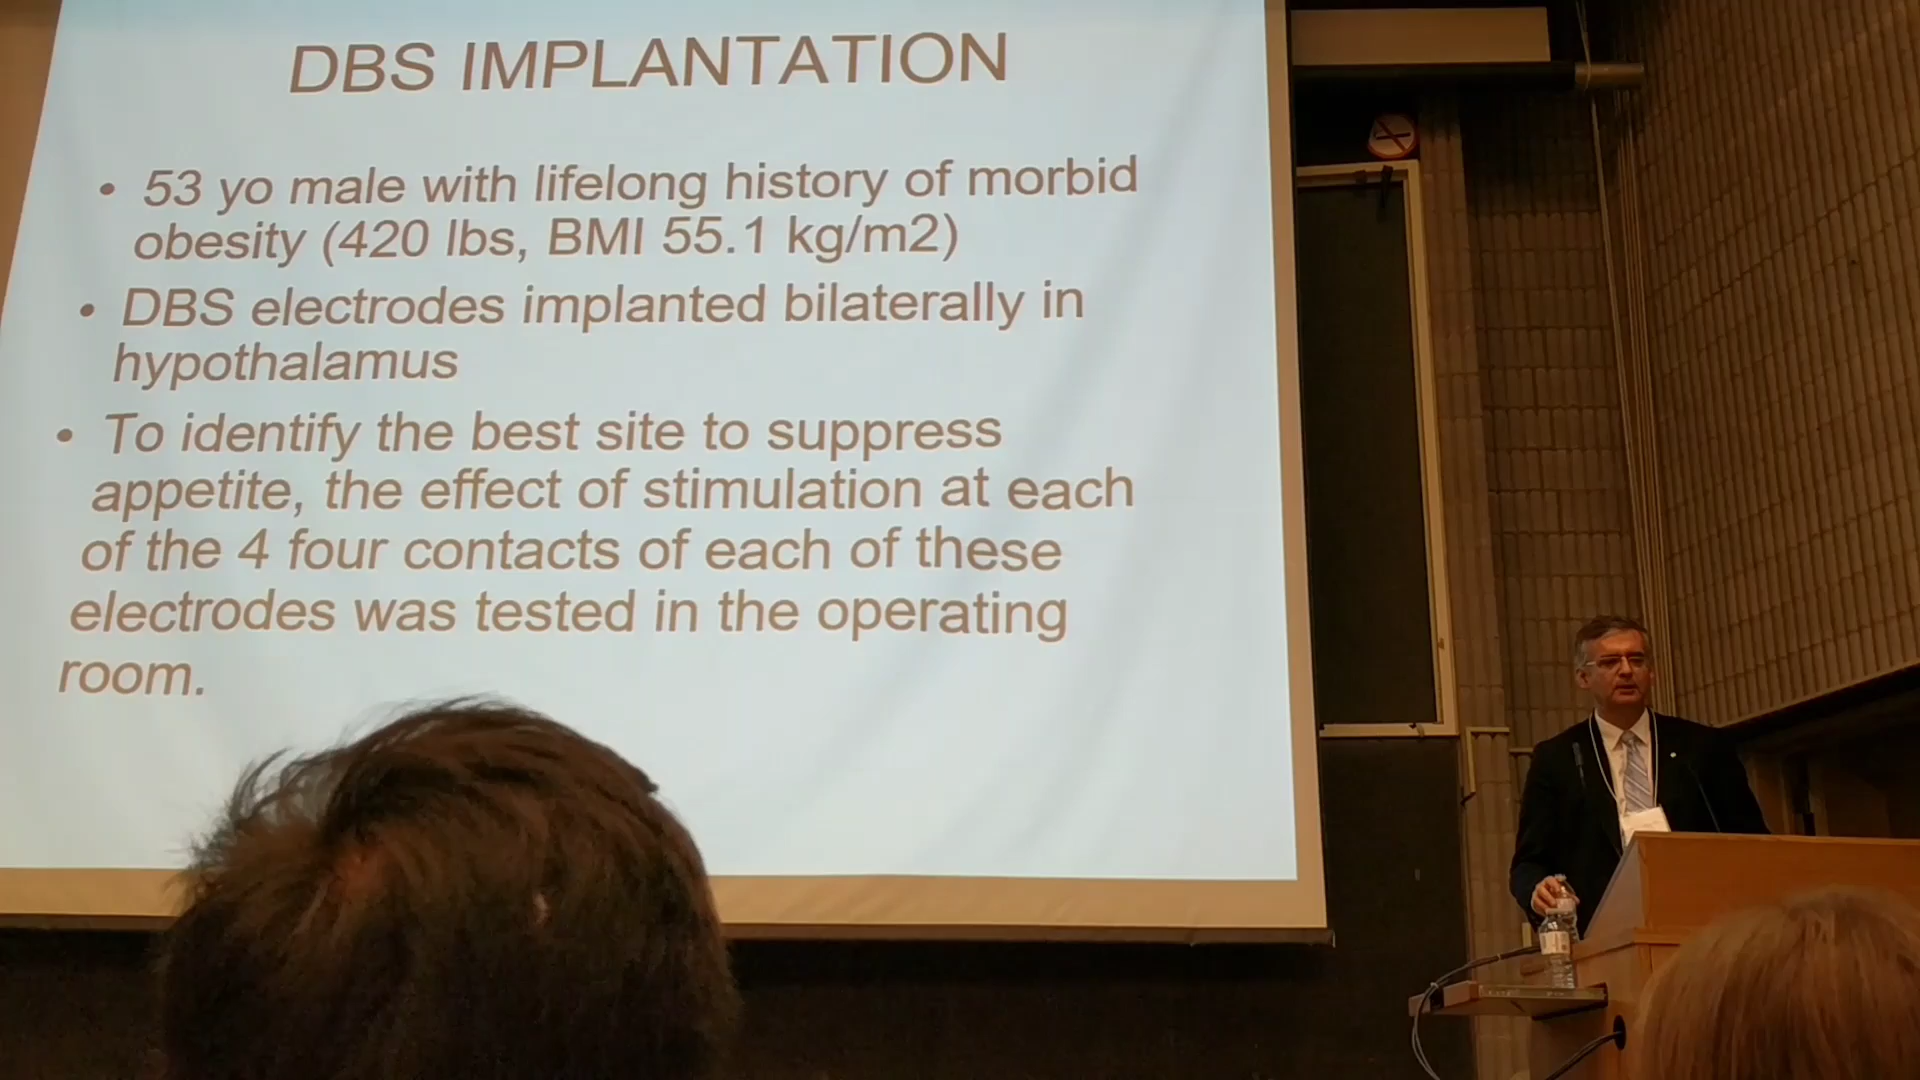 DBS IMPLANTATION
• 53 yo male with lifelong history of morbid
obesity (420 lbs, BMI 55.1 kg/m2)
• DBS electrodes implanted bilaterally in
hypothalamus
• To identify the best site to suppress
appetite, the effect of stimulation at each
of the 4 four contacts of each of these
electrodes was tested in the operating
room.